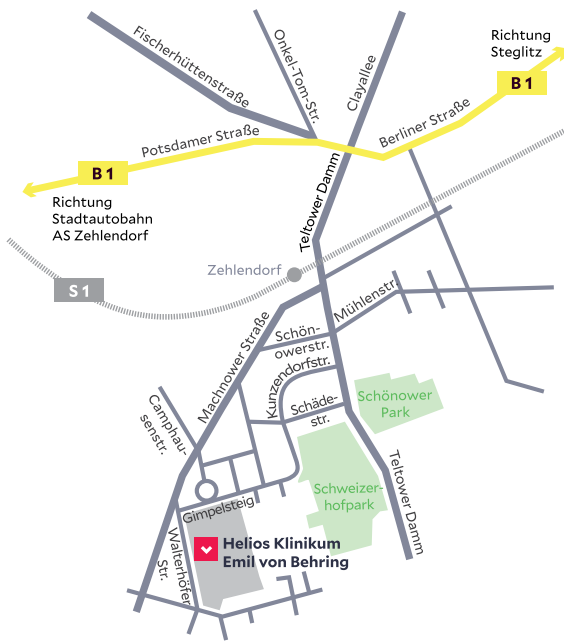 Richtung
Steglitz
B 1
Fischerhüttenstraße
Onkel-Tom-Str.
Clayallee
Berliner Straße
Potsdamer Straße
B 1
Richtung
Stadtautobahn
AS Zehlendorf
Teltower Damm
Zehlendorf
S 1
Mühlenstr.
Machnower Straße
Schön-
owerstr.
Kunzendorfstr.
Schönower
Park
Schäde-
str.
Camphau-
senstr.
Schweizer-
hofpark
Teltower Damm
Gimpelsteig
Walterhöfer
Str.
Helios Klinikum
Emil von Behring